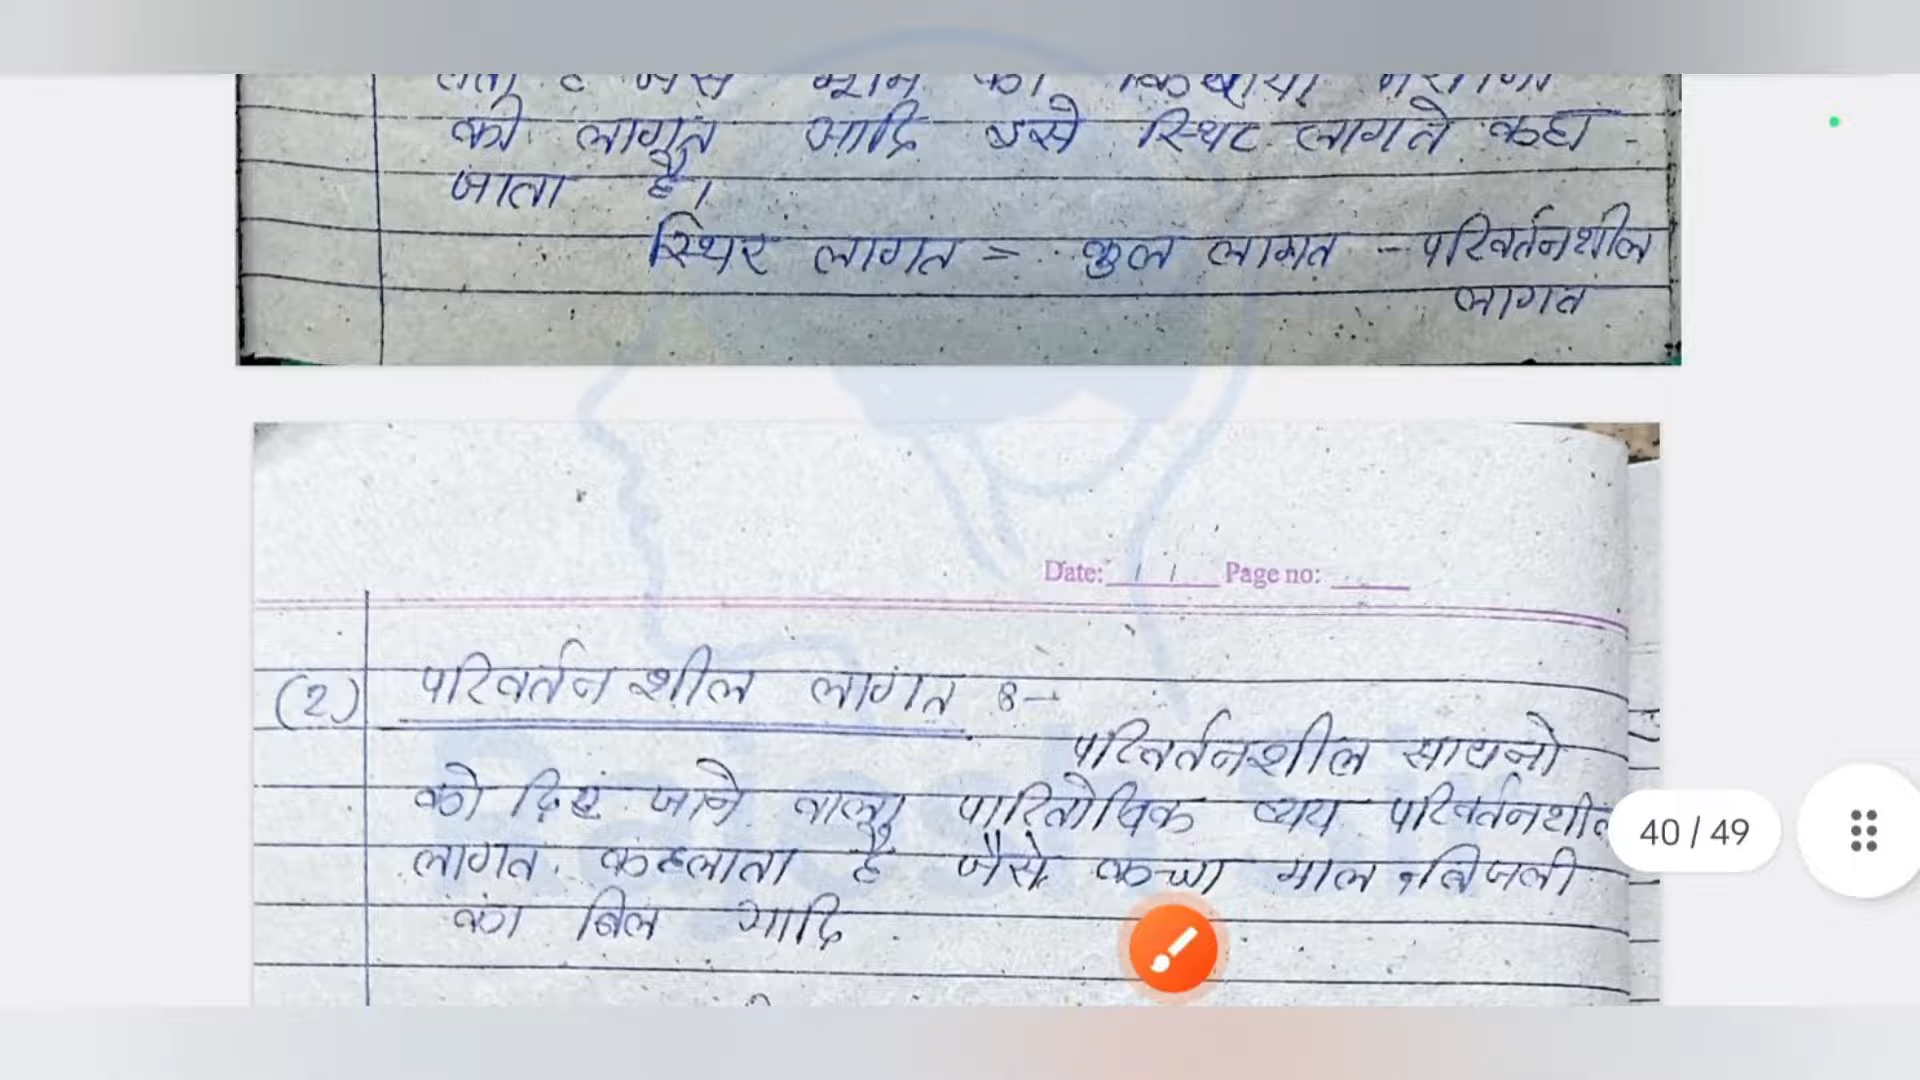 की लागत आदि इसे स्थिर लागते कहा
जाता है।
स्थिर लागत = कुल लागत - परिवर्तनशील
लागत
Date: / / Page no:
(2) परिवर्तनशील लागत :-
परिवर्तनशील साधनो
को दिए जाने वाला पारितोषिक व्यय परिवर्तनशील
लागत कहलाता है जैसे कच्चा माल, बिजली
का बिल आदि
40 / 49